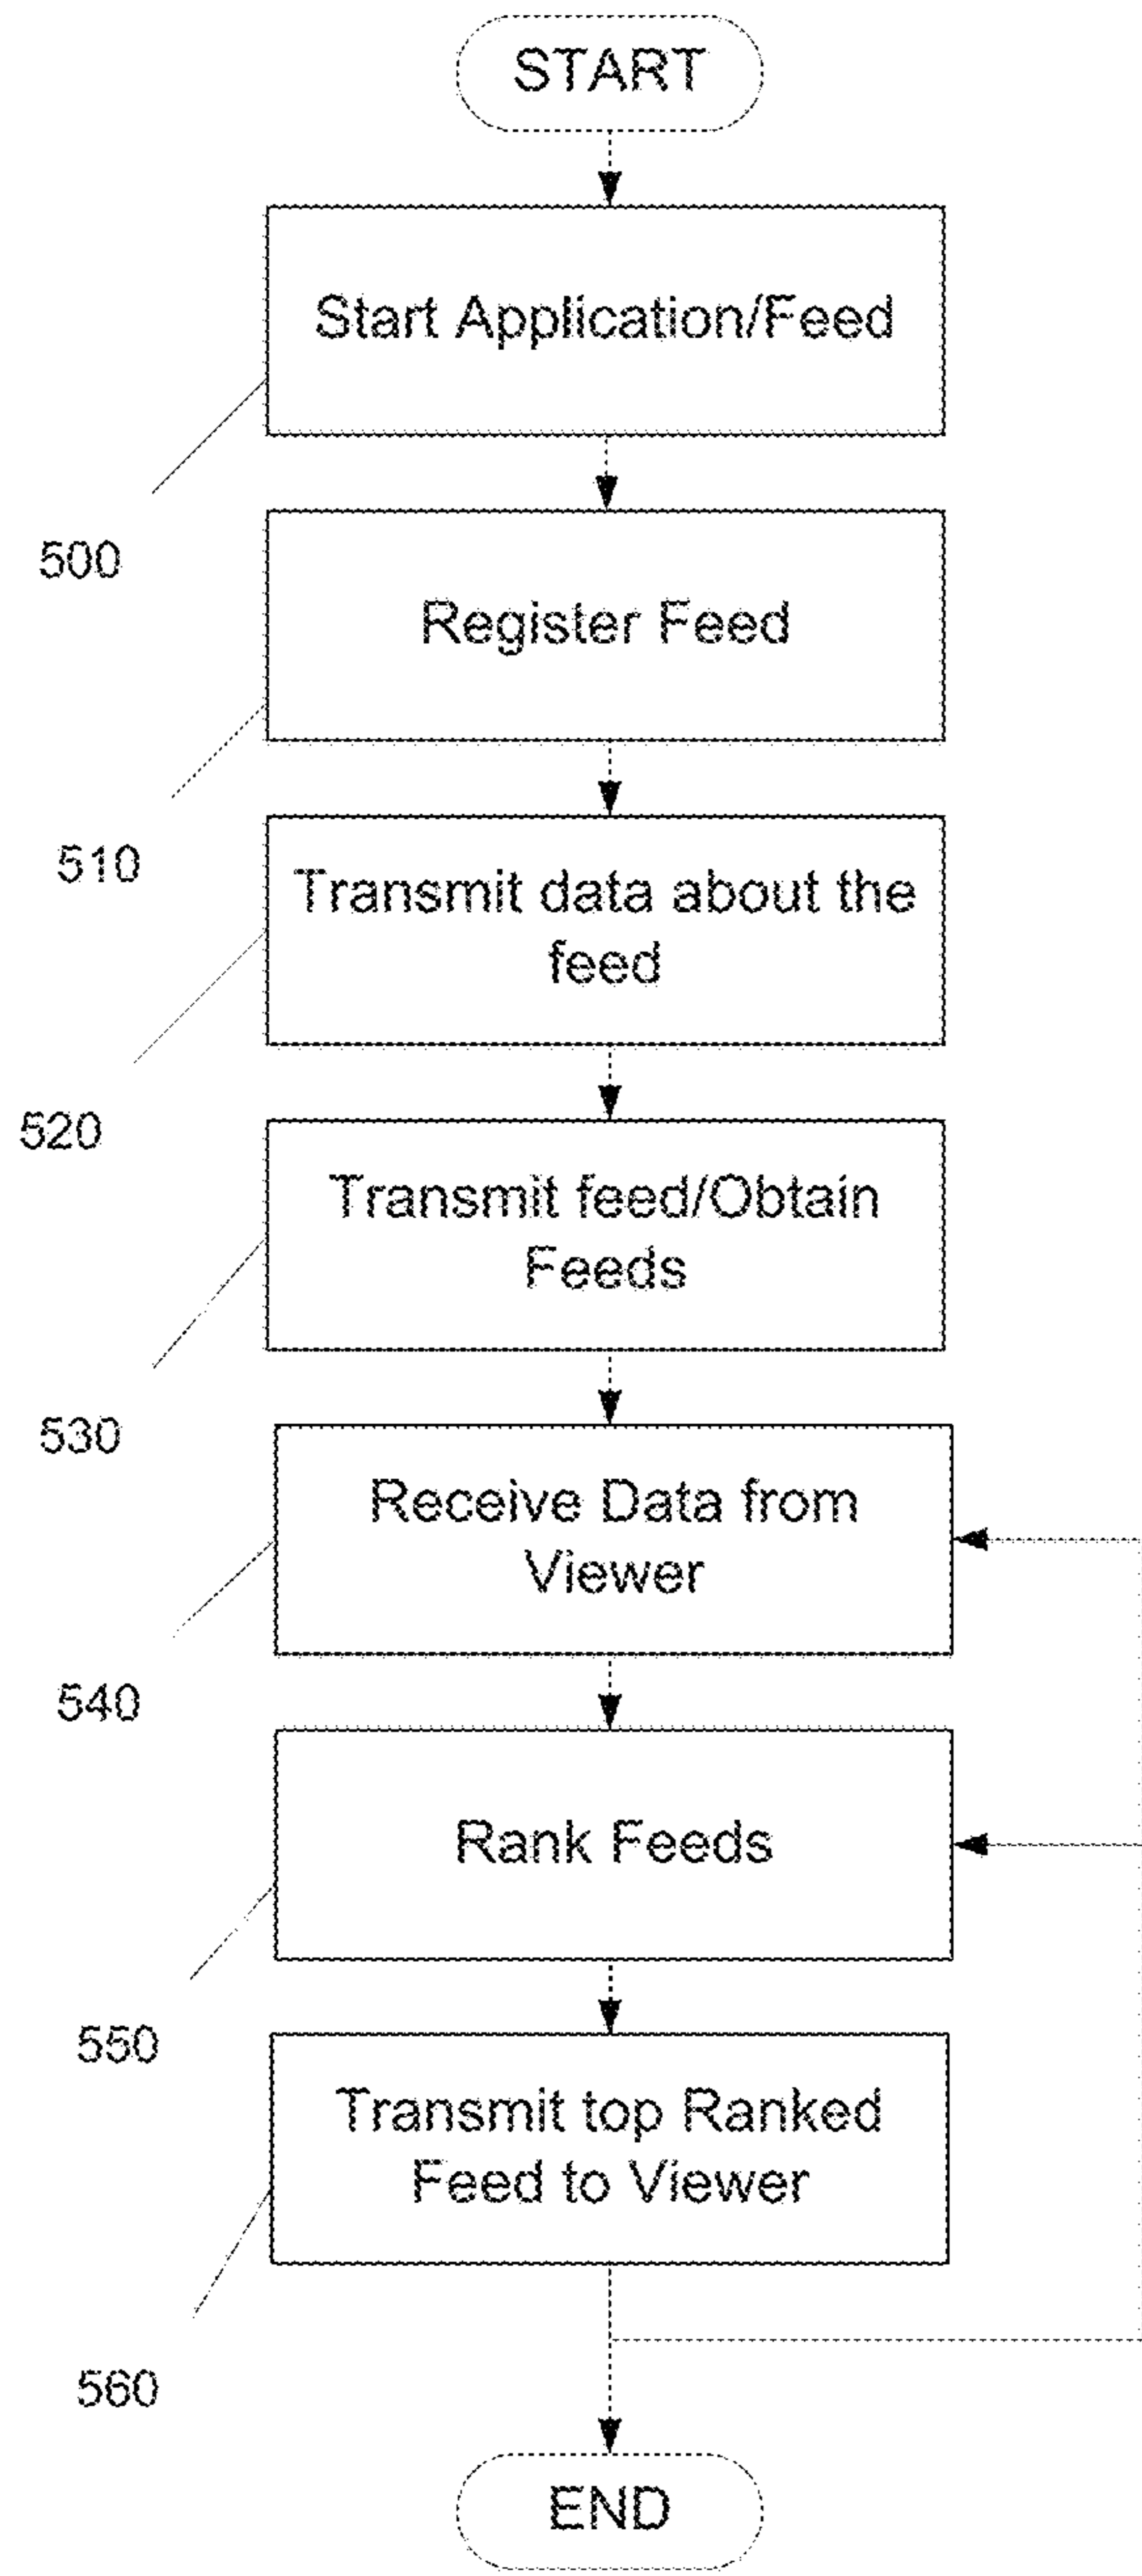 START
Start Application/Feed
500
Register Feed
510
Transmit data about the
feed
520
Transmit feed/Obtain
Feeds
530
Receive Data from
Viewer
540
Rank Feeds
550
Transmit top Ranked
Feed to Viewer
560
END